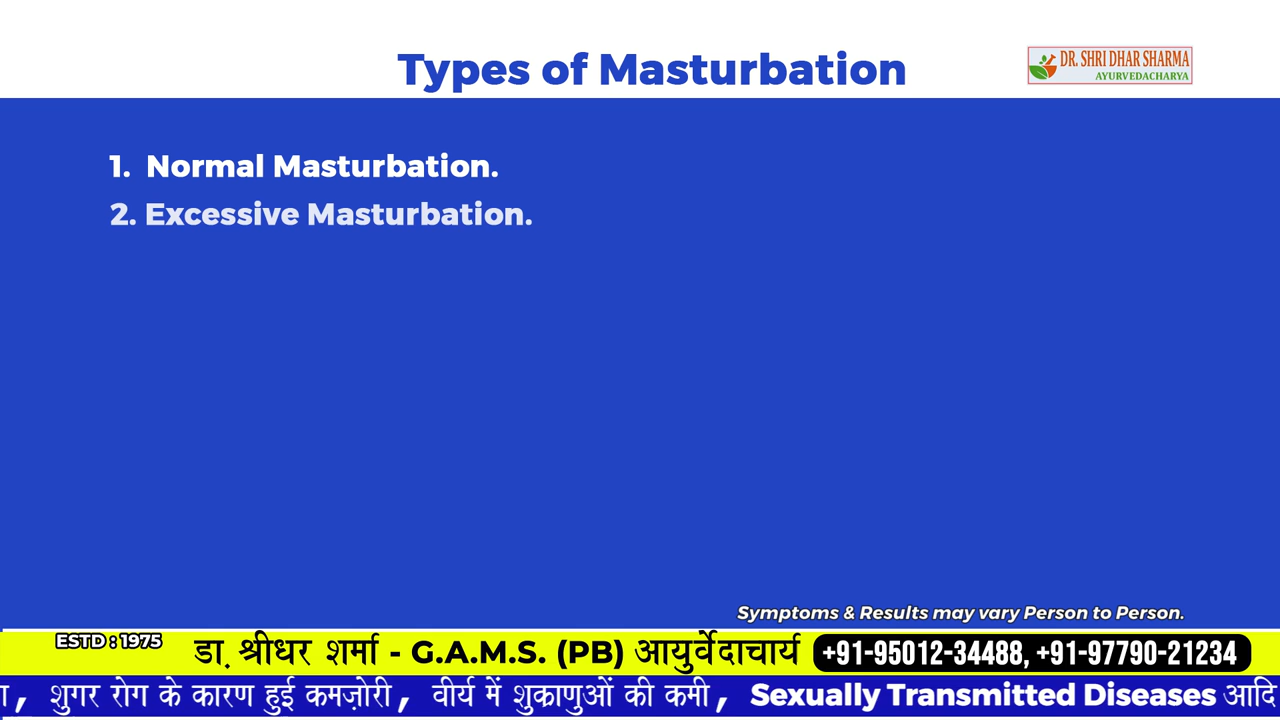 Types of Masturbation
DR. SHRI DHAR SHARMA
AYURVEDACHARYA
1. Normal Masturbation.
2. Excessive Masturbation.
Symptoms & Results may vary Person to Person.
ESTD : 1975
डा. श्रीधर शर्मा - G.A.M.S. (PB) आयुर्वेदाचार्य +91-95012-34488, +91-97790-21234
, शुगर रोग के कारण हुई कमज़ोरी, वीर्य में शुक्राणुओं की कमी, Sexually Transmitted Diseases आदि